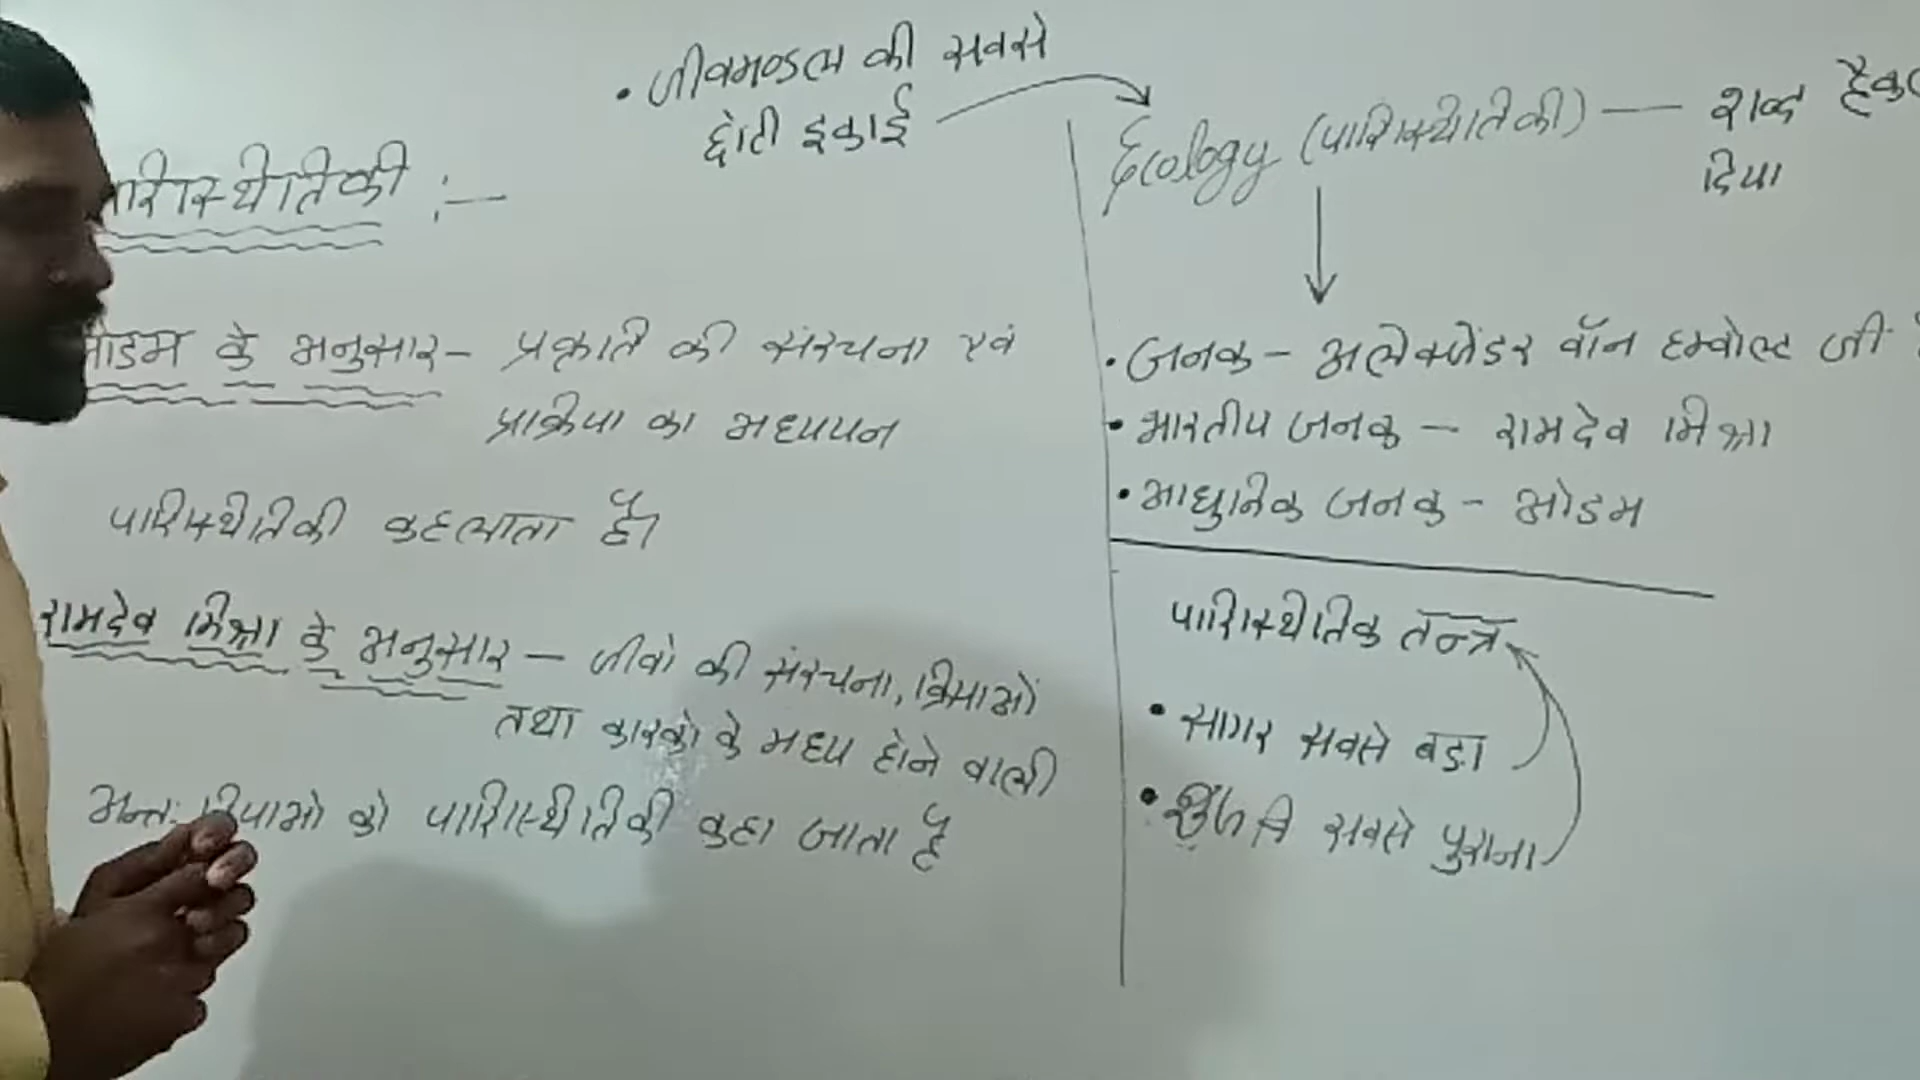 • जीवमण्डल की सबसे
छोटी इकाई
पारिस्थितिकी :—
ओडम के अनुसार – प्रकृति की संरचना एवं
प्रक्रिया का अध्ययन
पारिस्थितिकी कहलाता है।
रामदेव मिश्रा के अनुसार – जीवो की संरचना, क्रियाओं
तथा कारकों के मध्य होने वाली
अन्तः क्रियाओ को पारिस्थितिकी कहा जाता है
Ecology (पारिस्थितिकी) — शब्द
दिया
• जनक – अलेक्जेंडर वॉन हम्वोल्ट जी
• भारतीय जनक – रामदेव मिश्रा
• आधुनिक जनक – ओडम
पारिस्थितिक तन्त्र
• सागर सबसे बड़ा
• सबसे पुराना